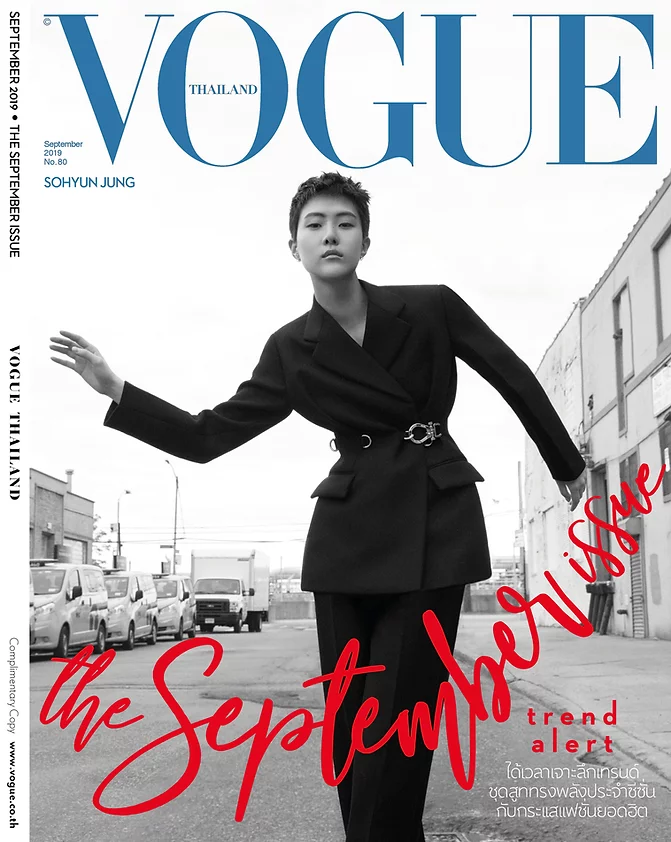 SEPTEMBER 2019 • THE SEPTEMBER ISSUE
VOGUE THAILAND
Complimentary Copy www.vogue.co.th
©
VOGUE
THAILAND
September
2019
No.80
SOHYUN JUNG
the September issue
trend
alert
ได้เวลาเจาะลึกเทรนด์
ชุดสูททรงพลังประจำซีซั่น
กับกระแสแฟชั่นยอดฮิต